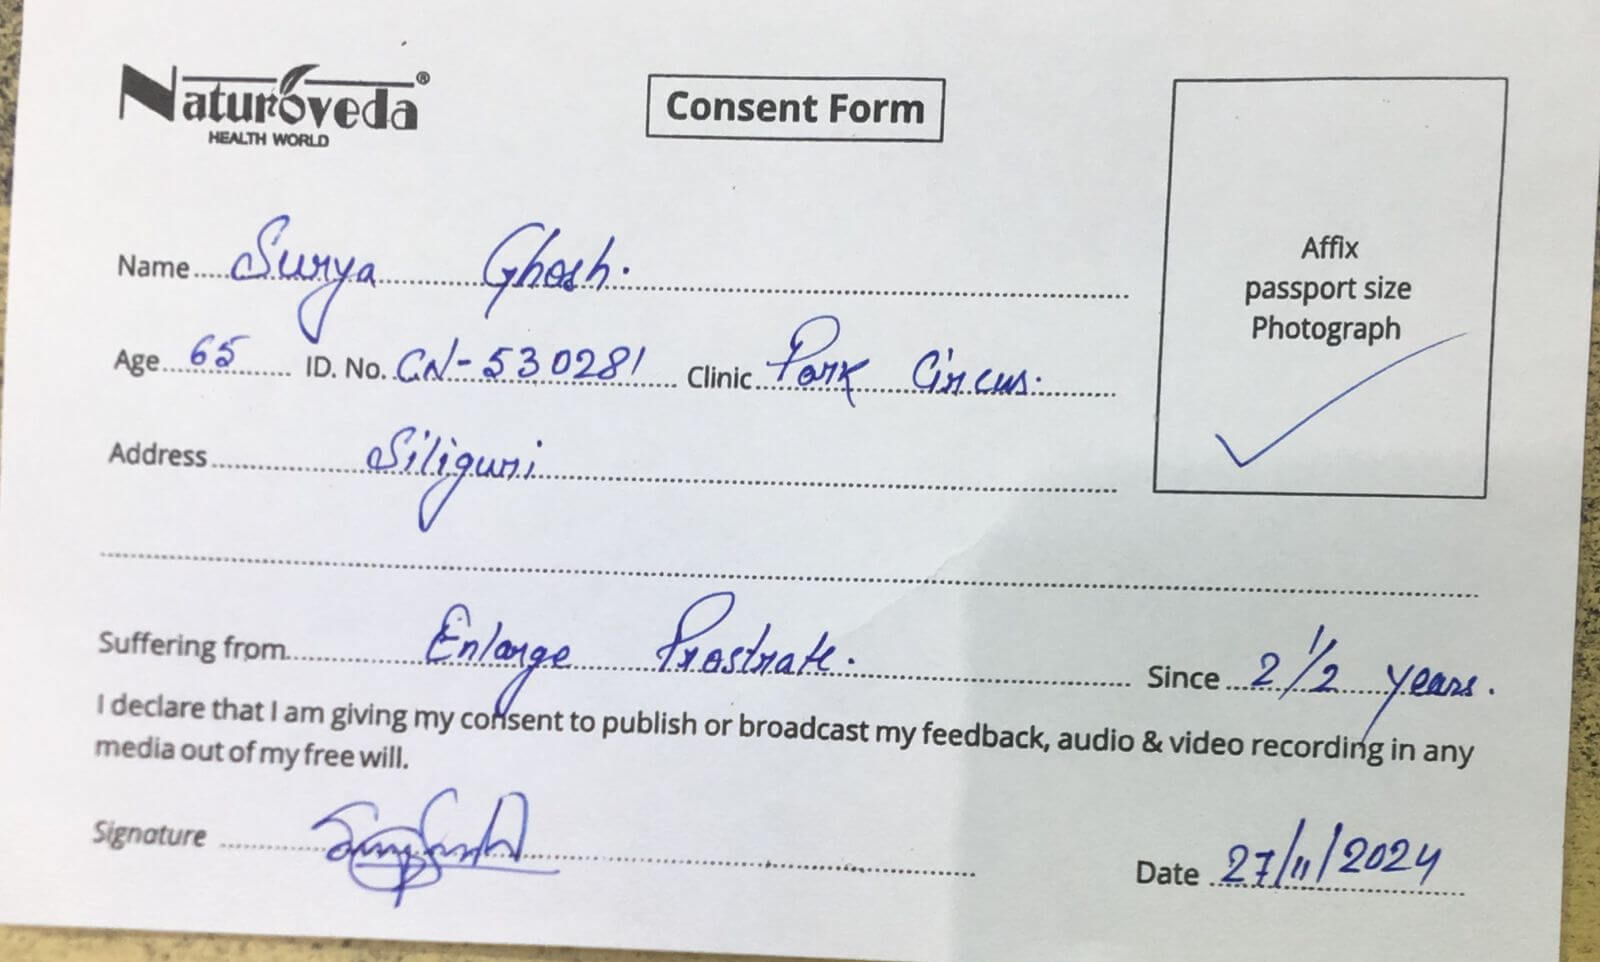 Naturoveda®
HEALTH WORLD
Consent Form
Affix
passport size
Photograph
Name Surya Ghosh.
Age 65 ID. No. CN-530281 Clinic Park Circus.
Address Siliguri
Suffering from Enlarge Prostrate. Since 2 1/2 years.
I declare that I am giving my consent to publish or broadcast my feedback, audio & video recording in any
media out of my free will.
Signature
Date 27/11/2024